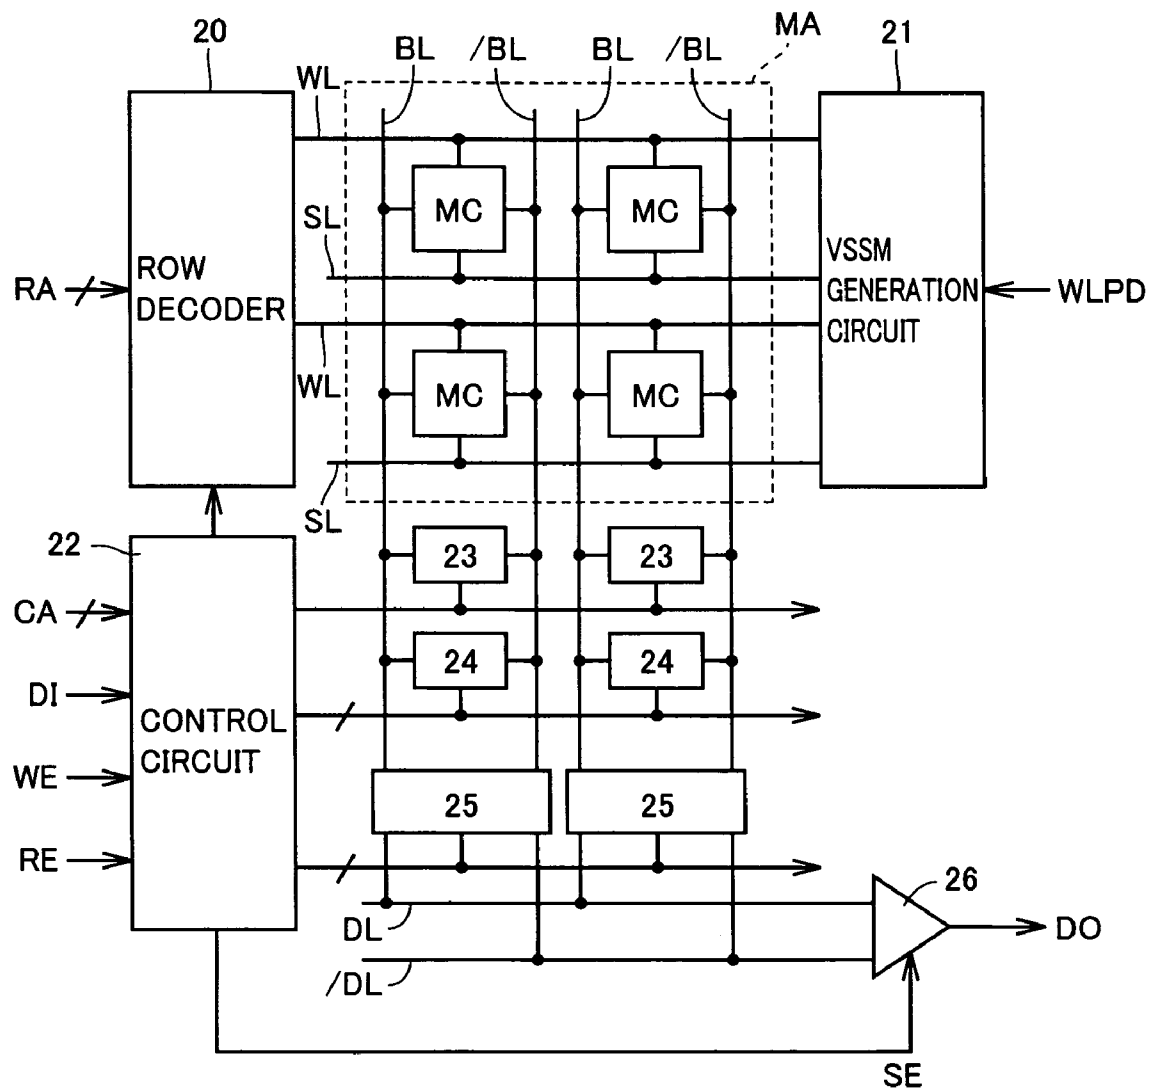 MA
20
BL
/BL
BL
/BL
21
WL
MC
MC
SL
ROW
DECODER
VSSM
GENERATION
CIRCUIT
RA
WLPD
WL
MC
MC
SL
22
23
23
CA
24
24
DI
CONTROL
CIRCUIT
WE
25
25
RE
26
DL
DO
/DL
SE